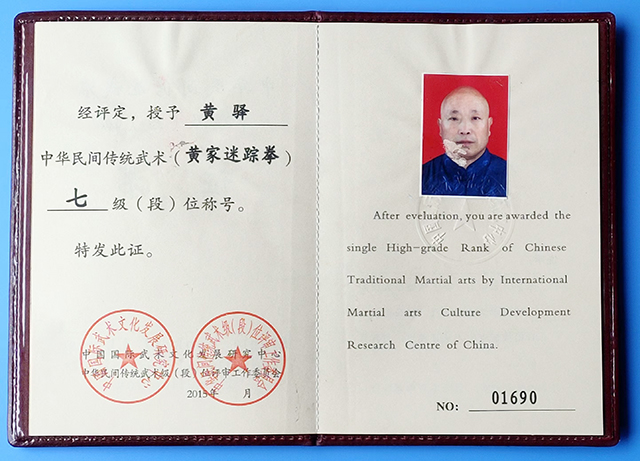 经评定，授予 黄驿
中华民间传统武术（黄家迷踪拳）
七 级（段）位称号。
特发此证。
中国国际武术文化发展研究中心
中华民间传统武术级（段）位评审工作委员会
2015年 月
After eveluation, you are awarded the
single High-grade Rank of Chinese
Traditional Martial arts by International
Martial arts Culture Development
Research Centre of China.
NO: 01690